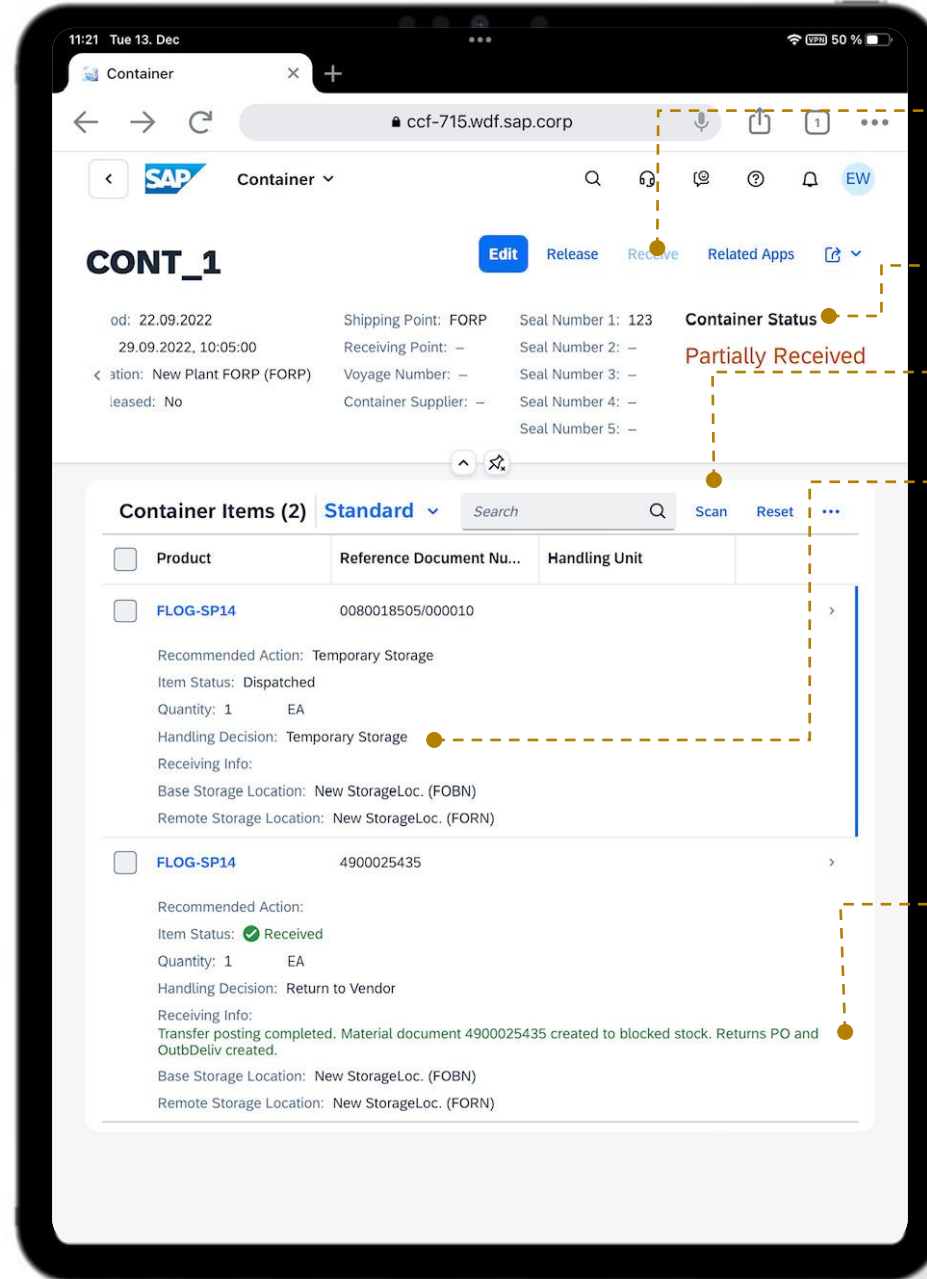 11:21 Tue 13. Dec
VPN 50 %
Container
ccf-715.wdf.sap.corp
1
SAP Container EW
CONT_1
Edit Release Receive Related Apps
od: 22.09.2022 Shipping Point: FORP Seal Number 1: 123 Container Status
29.09.2022, 10:05:00 Receiving Point: – Seal Number 2: – Partially Received
ation: New Plant FORP (FORP) Voyage Number: – Seal Number 3: –
leased: No Container Supplier: – Seal Number 4: –
Seal Number 5: –
Container Items (2) Standard Search Scan Reset
Product Reference Document Nu... Handling Unit
FLOG-SP14 0080018505/000010
Recommended Action: Temporary Storage
Item Status: Dispatched
Quantity: 1 EA
Handling Decision: Temporary Storage
Receiving Info:
Base Storage Location: New StorageLoc. (FOBN)
Remote Storage Location: New StorageLoc. (FORN)
FLOG-SP14 4900025435
Recommended Action:
Item Status: Received
Quantity: 1 EA
Handling Decision: Return to Vendor
Receiving Info:
Transfer posting completed. Material document 4900025435 created to blocked stock. Returns PO and
OutbDeliv created.
Base Storage Location: New StorageLoc. (FOBN)
Remote Storage Location: New StorageLoc. (FORN)